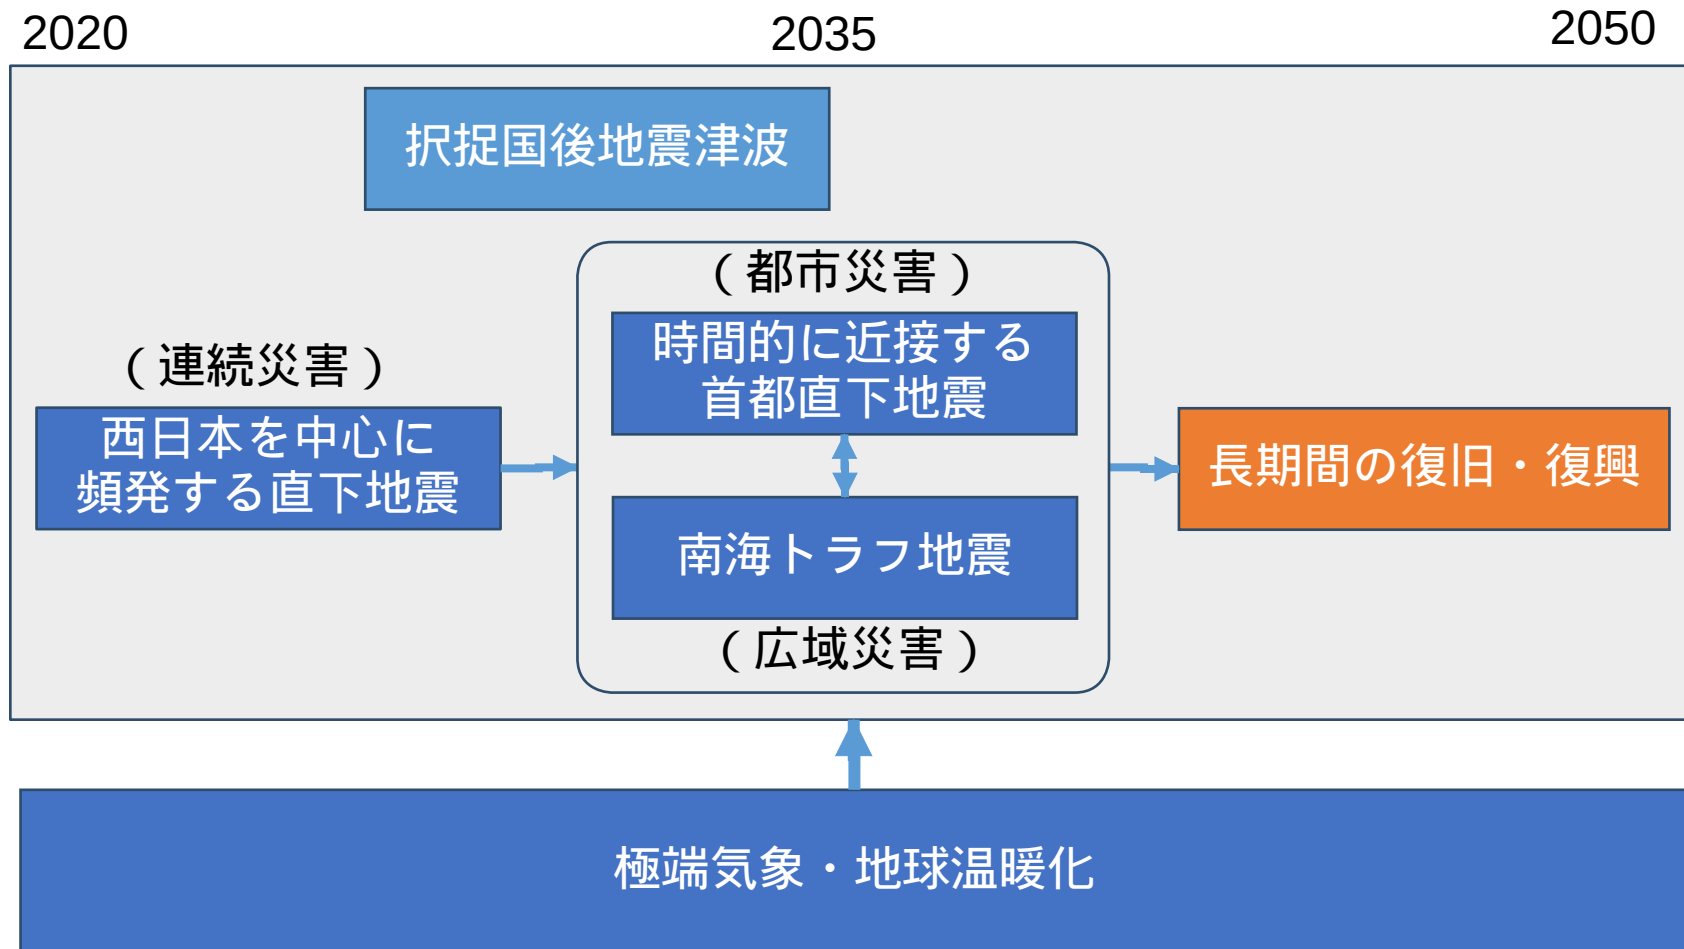 2020
2035
2050
択捉国後地震津波
（都市災害）
時間的に近接する
首都直下地震
（連続災害）
西日本を中心に
頻発する直下地震
長期間の復旧・復興
南海トラフ地震
（広域災害）
極端気象・地球温暖化